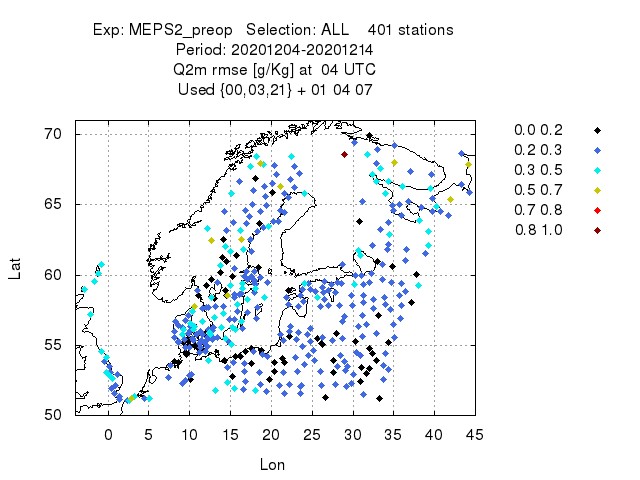 Exp: MEPS2_preop   Selection: ALL    401 stations
Period: 20201204-20201214
Q2m rmse [g/Kg] at  04 UTC
Used {00,03,21} + 01 04 07
0.0 0.2
0.2 0.3
0.3 0.5
0.5 0.7
0.7 0.8
0.8 1.0
70
65
60
55
50
Lat
0 5 10 15 20 25 30 35 40 45
Lon